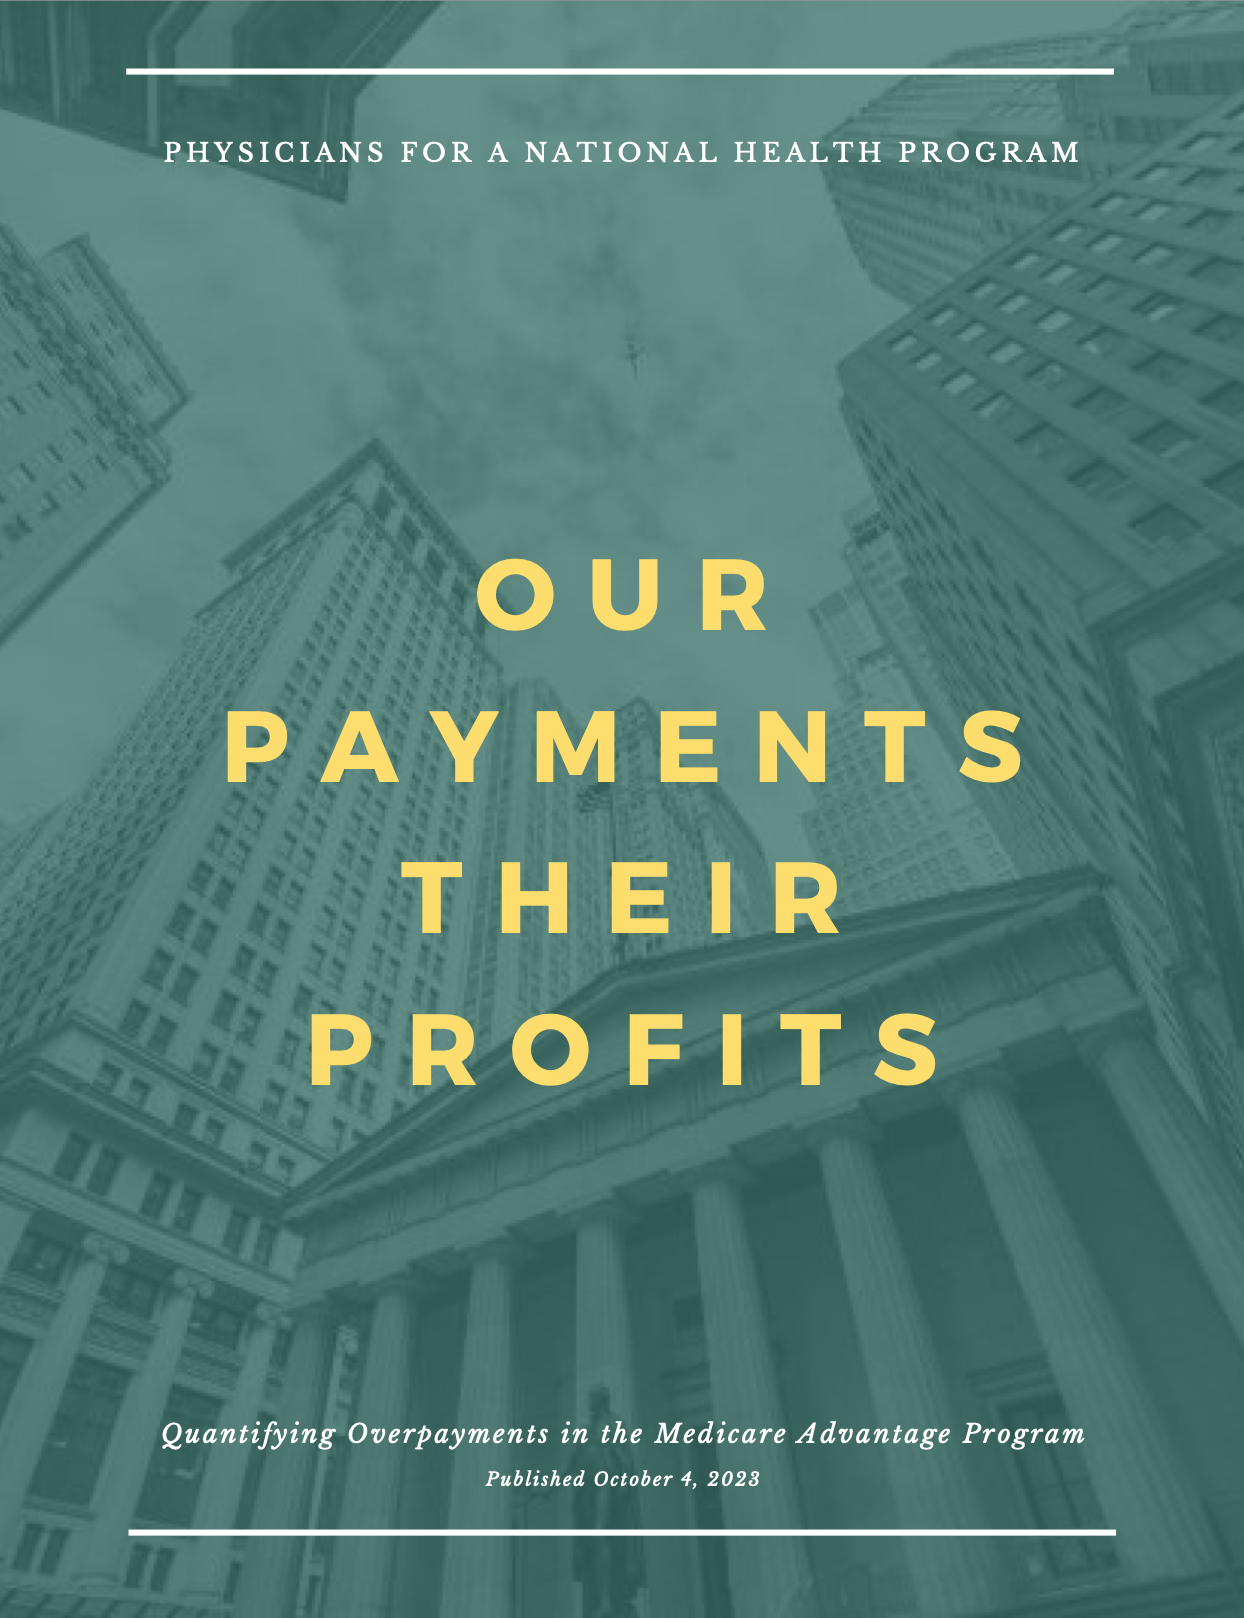 PHYSICIANS FOR A NATIONAL HEALTH PROGRAM
OUR
PAYMENTS
THEIR
PROFITS
Quantifying Overpayments in the Medicare Advantage Program
Published October 4, 2023